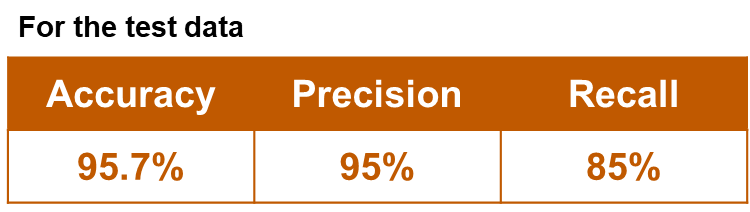 For the test data
Accuracy Precision Recall
95.7% 95% 85%